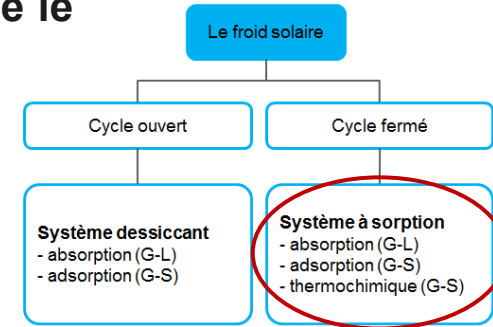 e le
Le froid solaire
Cycle ouvert
Cycle fermé
Système dessiccant
- absorption (G-L)
- adsorption (G-S)
Système à sorption
- absorption (G-L)
- adsorption (G-S)
- thermochimique (G-S)